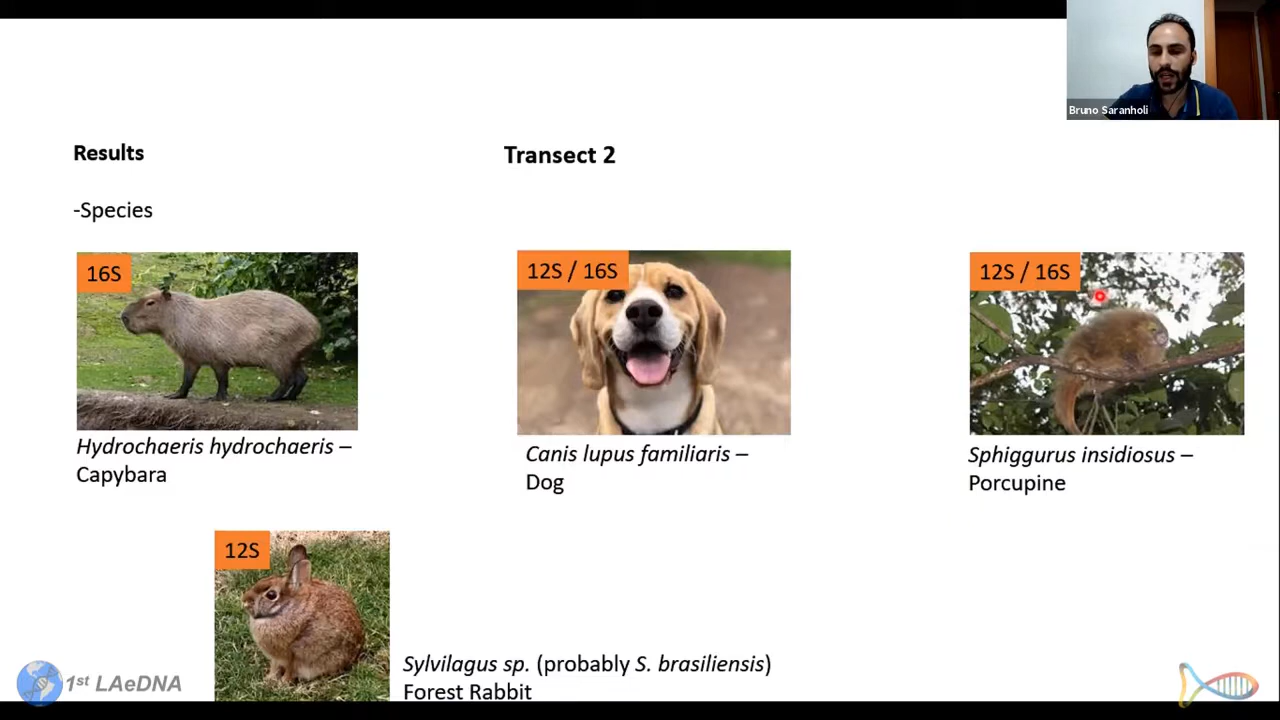 Bruno Saranholi
Results
Transect 2
-Species
16S
12S / 16S
12S / 16S
Hydrochaeris hydrochaeris –
Capybara
Canis lupus familiaris –
Dog
Sphiggurus insidiosus –
Porcupine
12S
Sylvilagus sp. (probably S. brasiliensis)
Forest Rabbit
1st LAeDNA